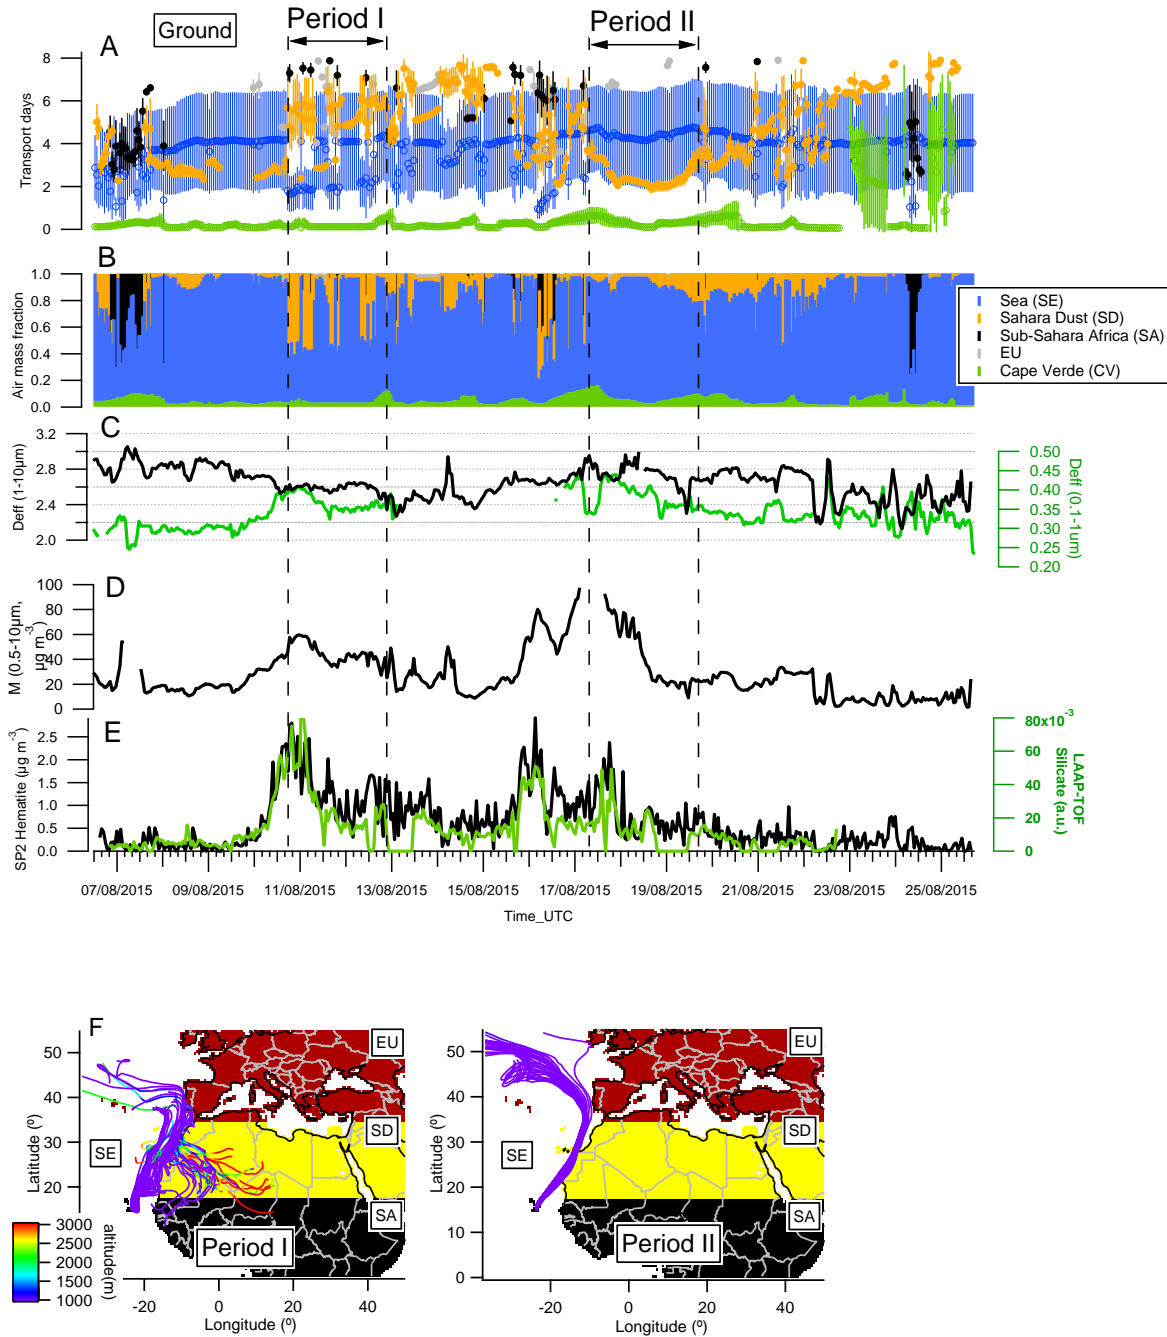 Ground
Period I
Period II
A
8
6
4
2
0
Transport days
B
1.0
0.8
0.6
0.4
0.2
0.0
Air mass fraction
Sea (SE)
Sahara Dust (SD)
Sub-Sahara Africa (SA)
EU
Cape Verde (CV)
C
3.2
2.8
2.4
2.0
Deff (1-10µm)
0.50
0.45
0.40
0.35
0.30
0.25
0.20
Deff (0.1-1um)
D
100
80
60
40
20
0
M (0.5-10µm,
µg m-3)
E
2.5
2.0
1.5
1.0
0.5
0.0
SP2 Hematite (µg m-3)
80x10-3
60
40
20
0
LAAP-TOF
Silicate (a.u.)
07/08/2015 09/08/2015 11/08/2015 13/08/2015 15/08/2015 17/08/2015 19/08/2015 21/08/2015 23/08/2015 25/08/2015
Time_UTC
F
50
40
30
20
Latitude (º)
EU
SD
SE
SA
Period I
3000
2500
2000
1500
1000
altitude(m)
-20 0 20 40
Longitude (º)
50
40
30
20
10
0
Latitude (º)
EU
SD
SE
SA
Period II
-20 0 20 40
Longitude (º)